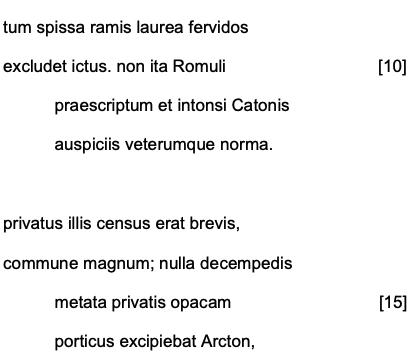 tum spissa ramis laurea fervidos
excludet ictus. non ita Romuli [10]
praescriptum et intonsi Catonis
auspiciis veterumque norma.
privatus illis census erat brevis,
commune magnum; nulla decempedis
metata privatis opacam [15]
porticus excipiebat Arcton,